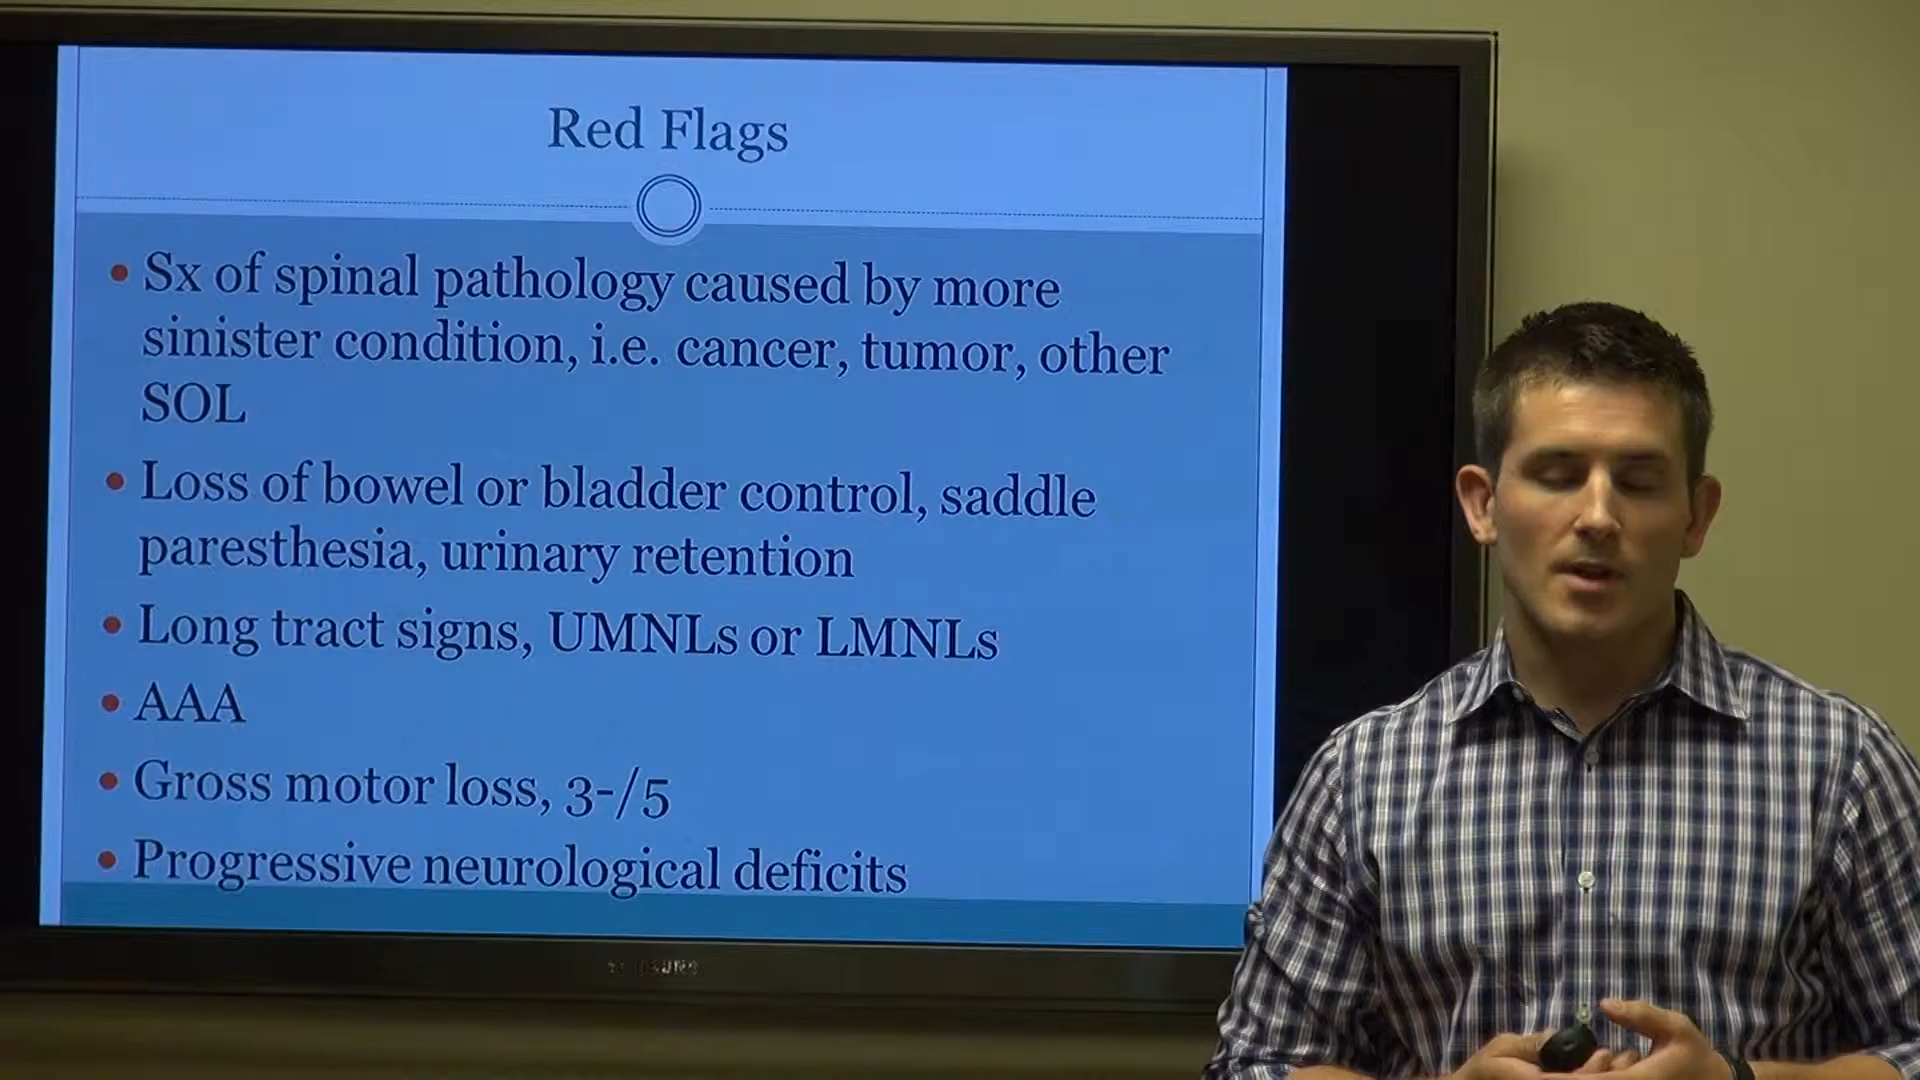 Red Flags
• Sx of spinal pathology caused by more
sinister condition, i.e. cancer, tumor, other
SOL
• Loss of bowel or bladder control, saddle
paresthesia, urinary retention
• Long tract signs, UMNLs or LMNLs
• AAA
• Gross motor loss, 3-/5
• Progressive neurological deficits
SAMSUNG